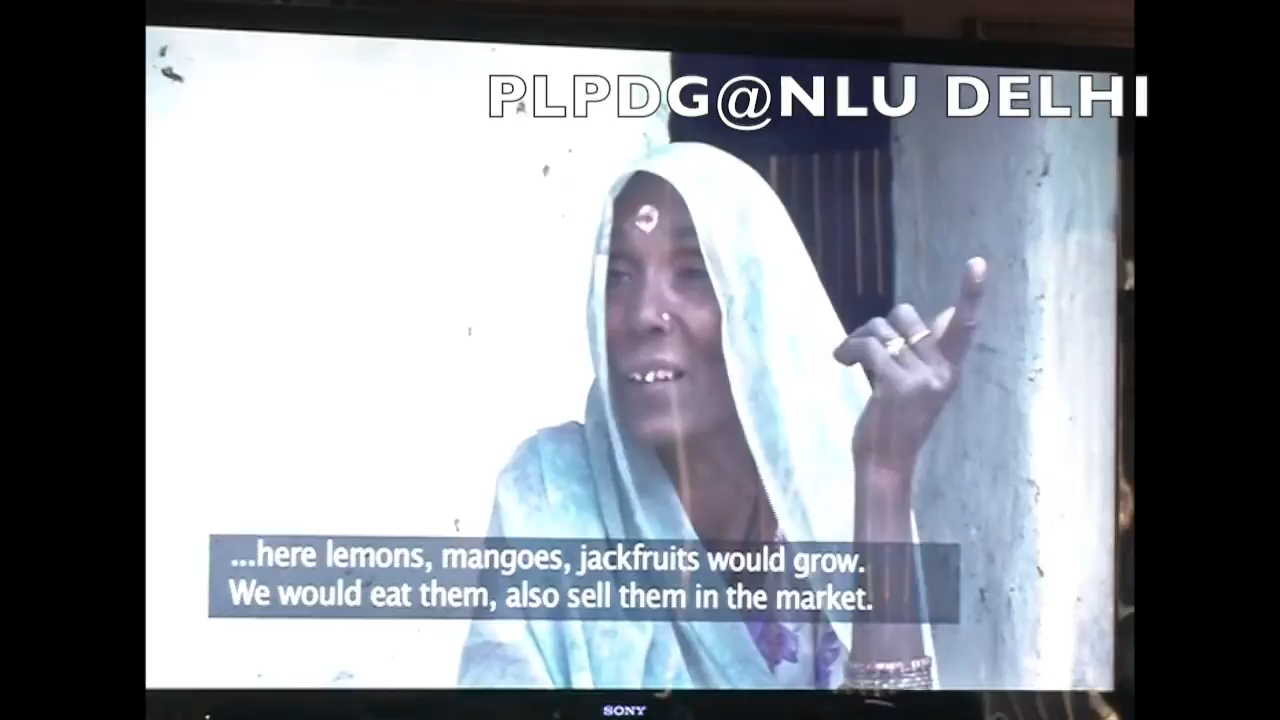 PLPDG@NLU DELHI
...here lemons, mangoes, jackfruits would grow.
We would eat them, also sell them in the market.
SONY